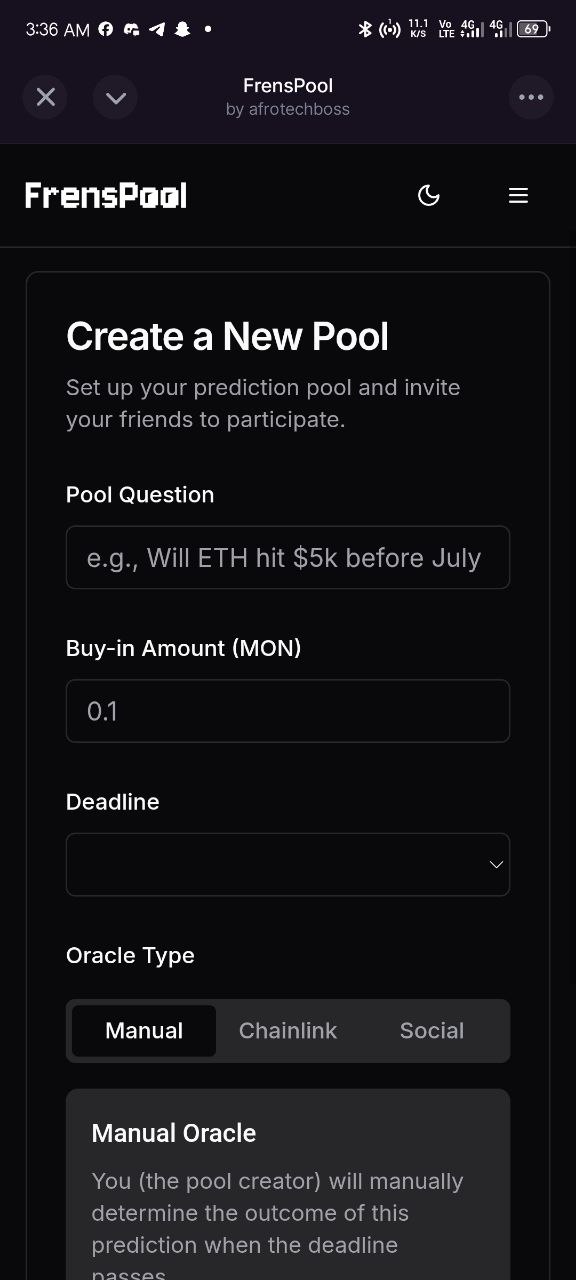 3:36 AM
1
11.1
K/S
Vo
LTE
4G
4G
69
FrensPool
by afrotechboss
FrensPool
Create a New Pool
Set up your prediction pool and invite
your friends to participate.
Pool Question
e.g., Will ETH hit $5k before July
Buy-in Amount (MON)
0.1
Deadline
Oracle Type
Manual
Chainlink
Social
Manual Oracle
You (the pool creator) will manually
determine the outcome of this
prediction when the deadline
passes.